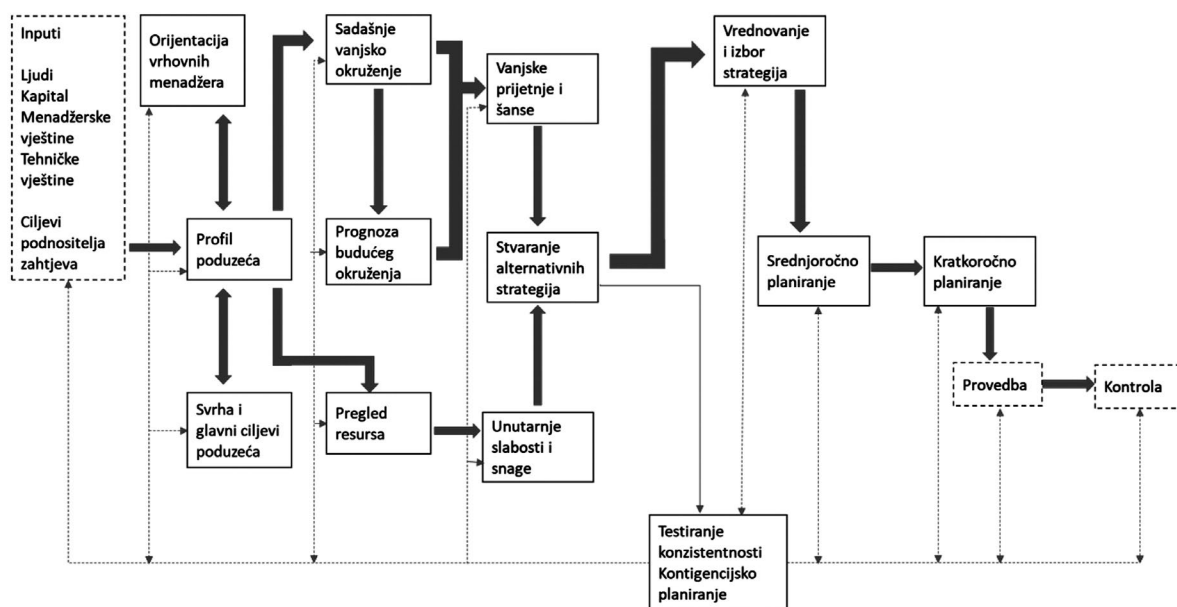 Inputi
Ljudi
Kapital
Menadžerske
vještine
Tehničke
vještine
Ciljevi
podnositelja
zahtjeva
Orijentacija
vrhovnih
menadžera
Profil
poduzeća
Svrha i
glavni ciljevi
poduzeća
Sadašnje
vanjsko
okruženje
Prognoza
budućeg
okruženja
Pregled
resursa
Vanjske
prijetnje i
šanse
Stvaranje
alternativnih
strategija
Unutarnje
slabosti i
snage
Vrednovanje
i izbor
strategija
Srednjoročno
planiranje
Kratkoročno
planiranje
Provedba
Kontrola
Testiranje
konzistentnosti
Kontigencijsko
planiranje